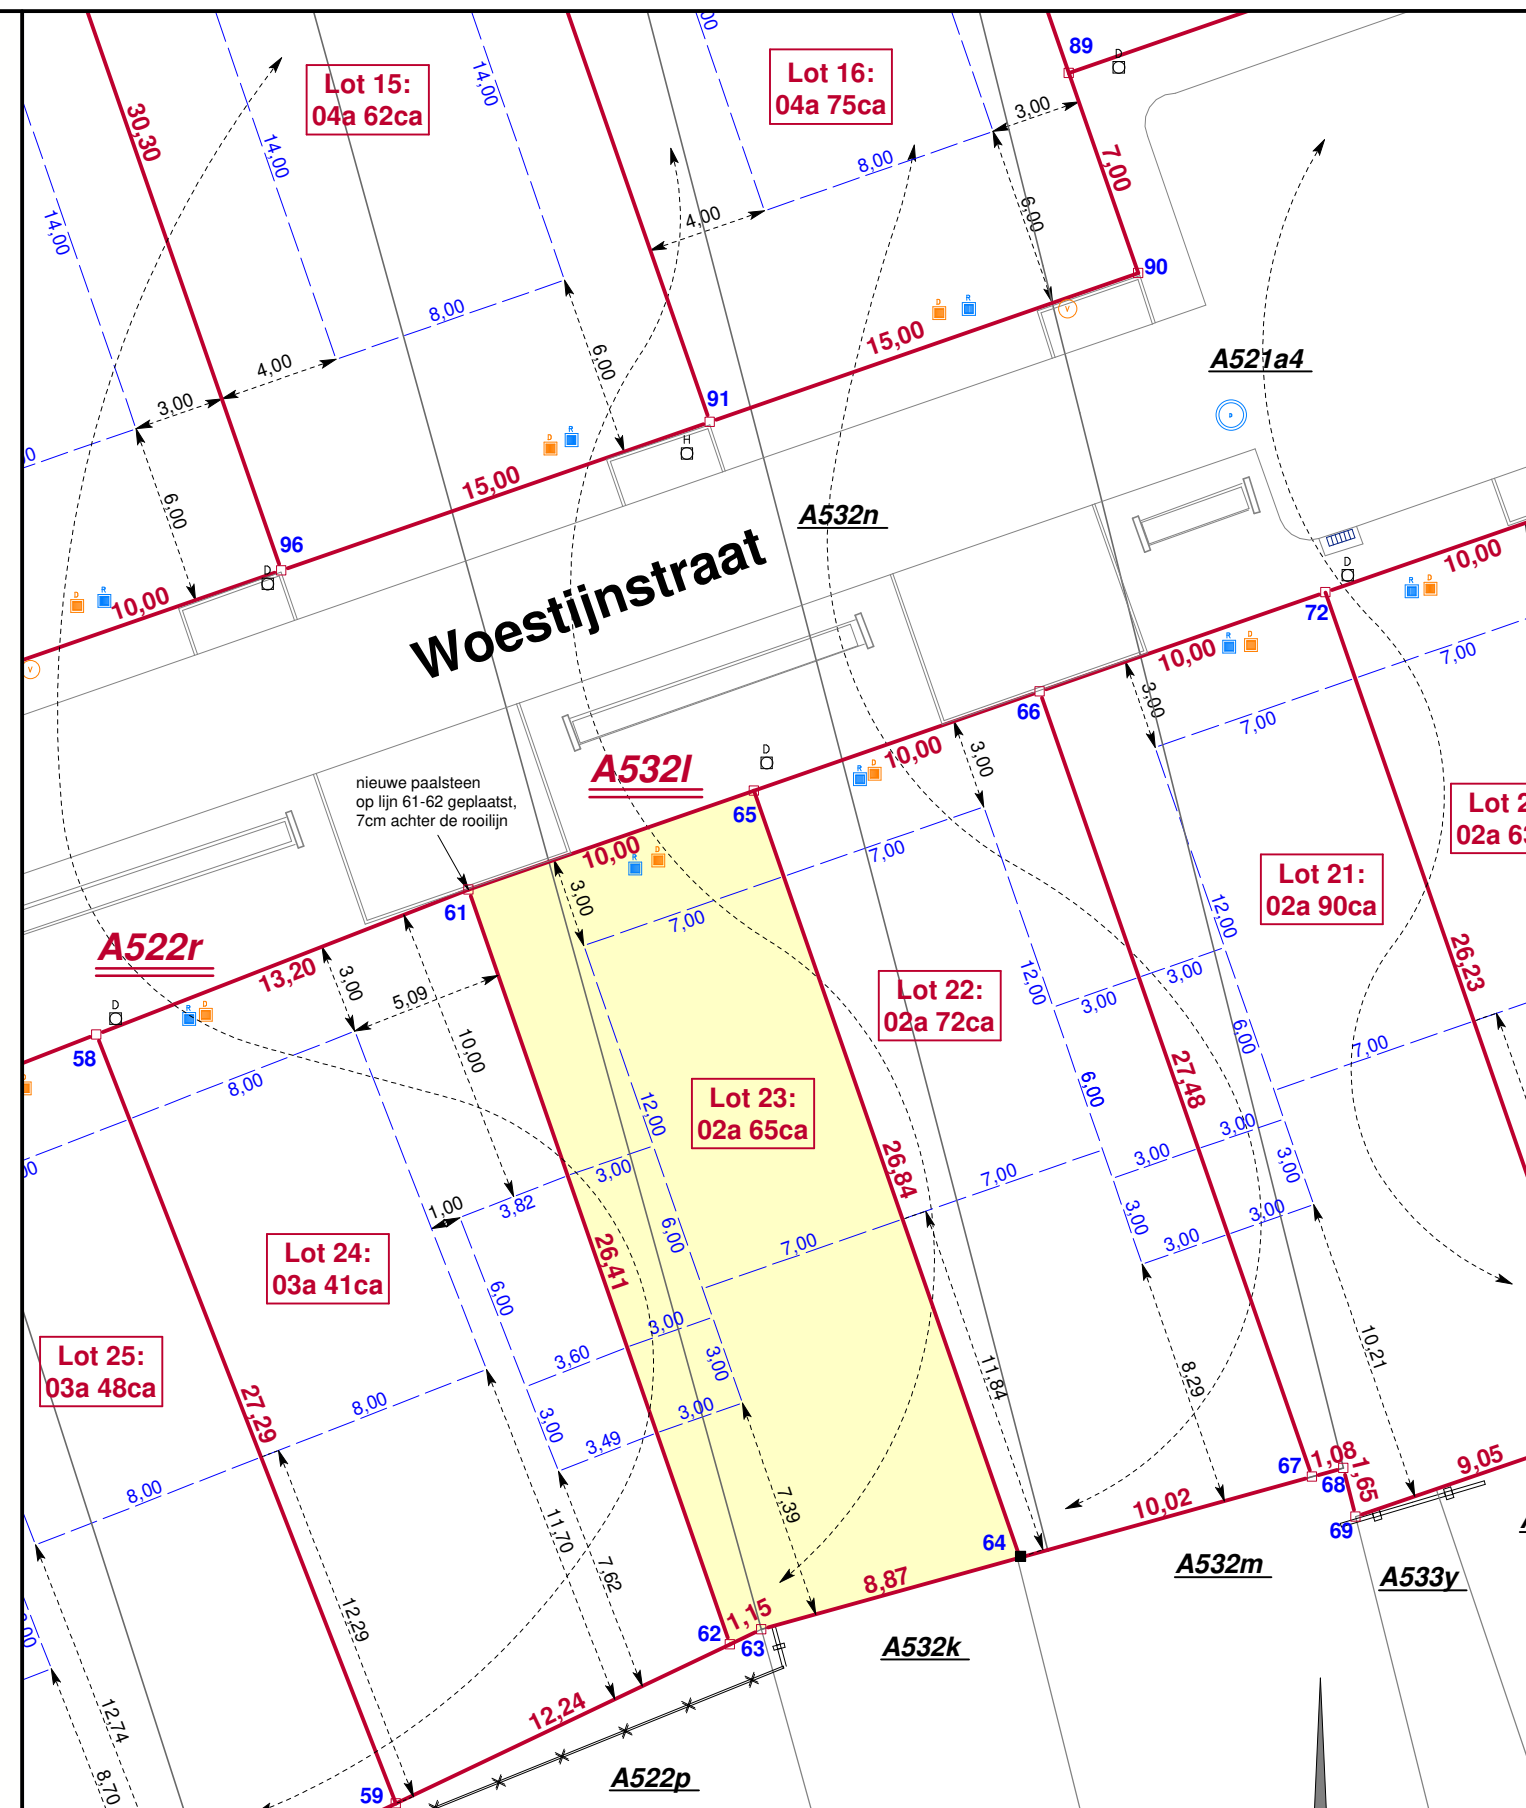 89
D
Lot 15:
04a 62ca
Lot 16:
04a 75ca
14,00
30,30
14,00
14,00
3,00
8,00
7,00
4,00
6,00
90
8,00
6,00
15,00
V
A521a4
D
4,00
3,00
91
D R
H
D R
15,00
6,00
96
D
A532n
D R
10,00
V
Woestijnstraat
D
10,00
72
R D
7,00
10,00
R D
66
3,00
7,00
A532l
D
10,00
R D
3,00
65
nieuwe paalsteen
op lijn 61-62 geplaatst,
7cm achter de rooilijn
10,00
R D
7,00
61
3,00
7,00
Lot 21:
02a 90ca
12,00
26,23
A522r
13,20
3,00
5,09
10,00
D
R D
58
8,00
Lot 22:
02a 72ca
12,00
3,00
3,00
6,00
7,00
27,48
6,00
Lot 23:
02a 65ca
12,00
3,00
3,82
1,00
26,84
7,00
3,00
3,00
3,00
3,00
3,00
3,00
6,00
7,00
Lot 24:
03a 41ca
26,41
6,00
3,00
3,60
3,00
11,84
8,29
10,21
Lot 25:
03a 48ca
27,29
8,00
3,00
3,49
3,00
8,00
7,39
67
1,08
68
1,65
69
9,05
10,02
64
A532m
A533y
8,87
11,70
7,62
12,29
62
1,15
63
A532k
12,24
12,74
8,70
A522p
59